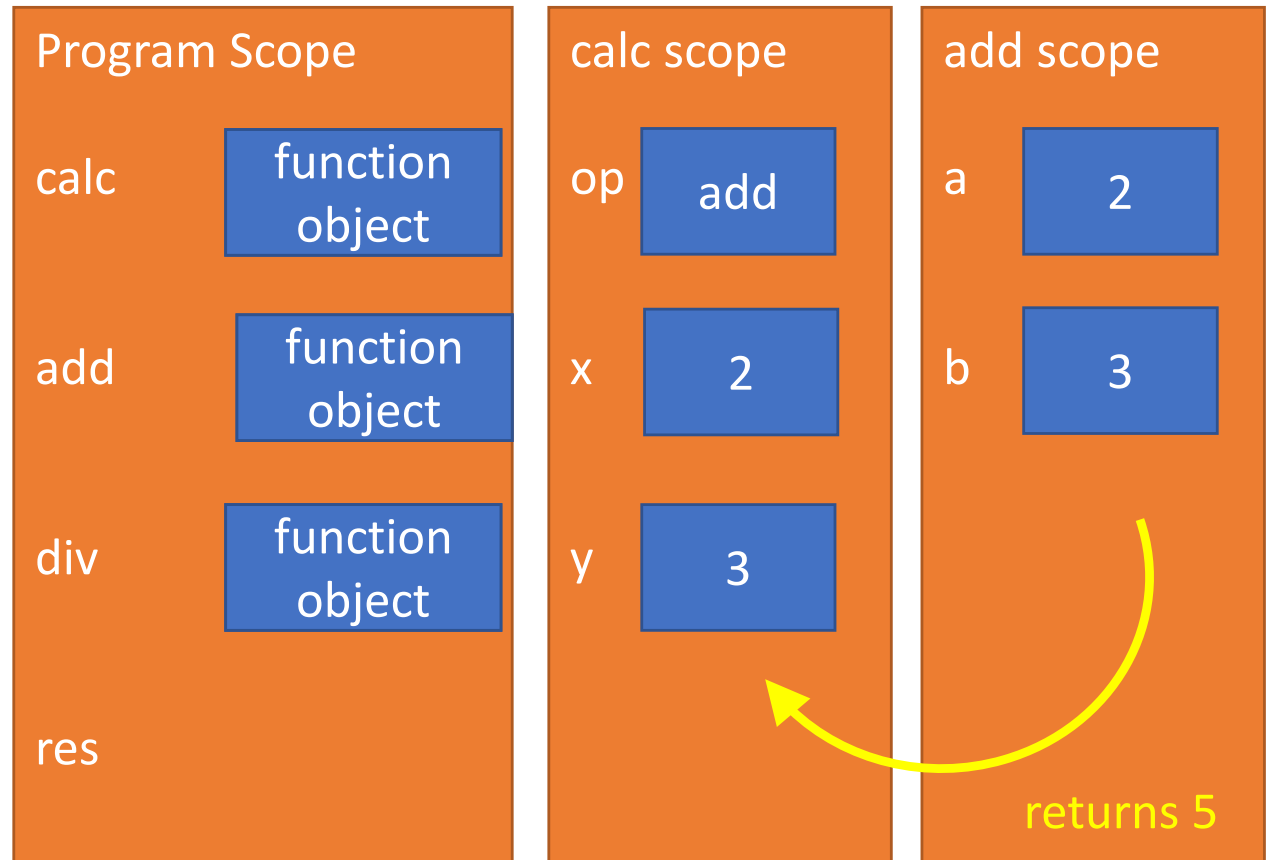 Program Scope
calc
function
object
add
function
object
div
function
object
res
calc scope
op
add
x
2
y
3
add scope
a
2
b
3
returns 5